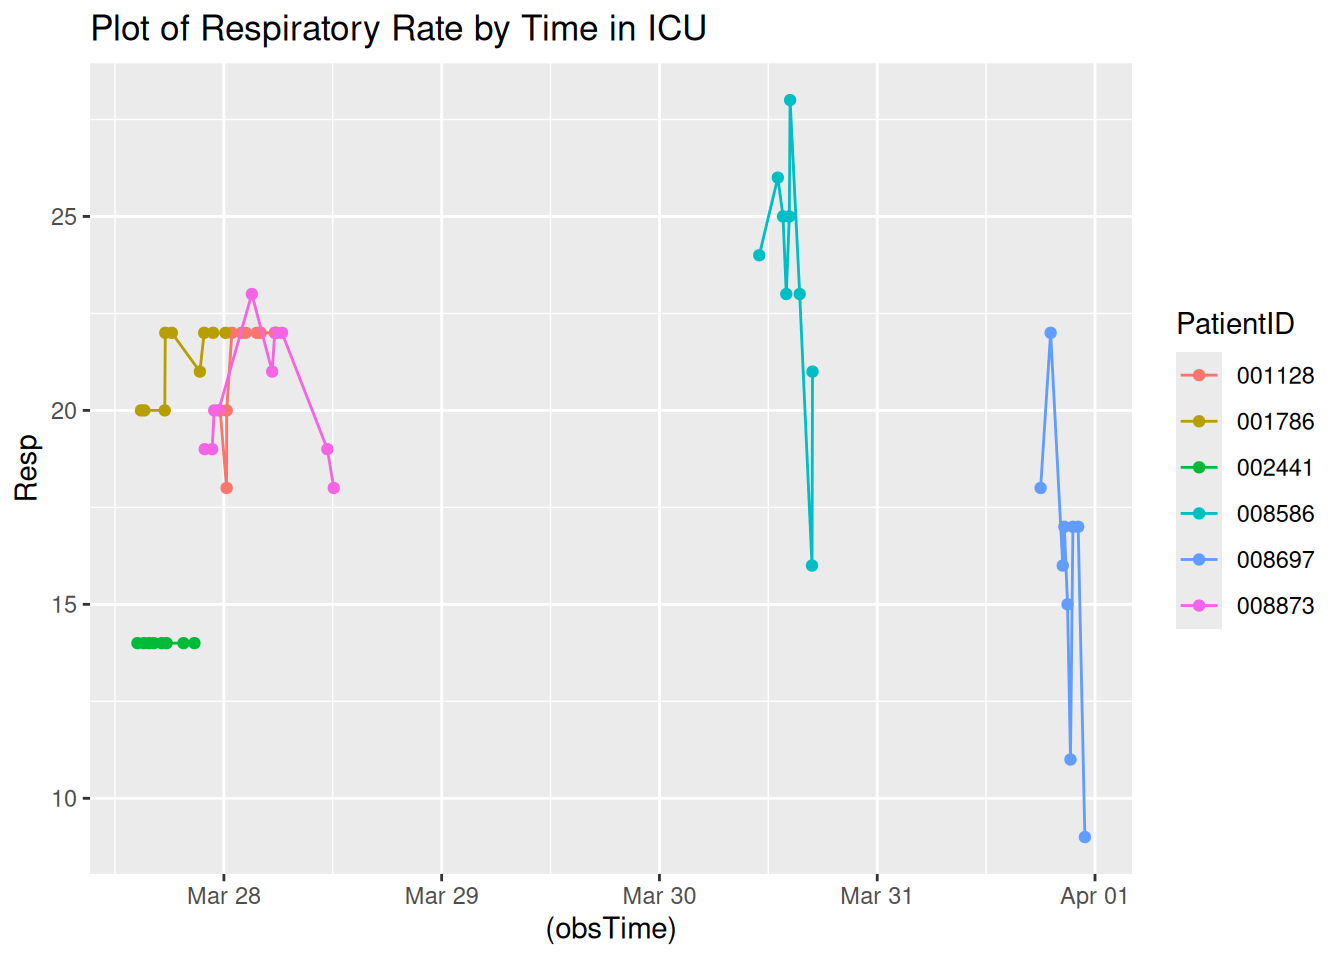 Plot of Respiratory Rate by Time in ICU
Resp
25
20
15
10
Mar 28
Mar 29
Mar 30
Mar 31
Apr 01
(obsTime)
PatientID
001128
001786
002441
008586
008697
008873